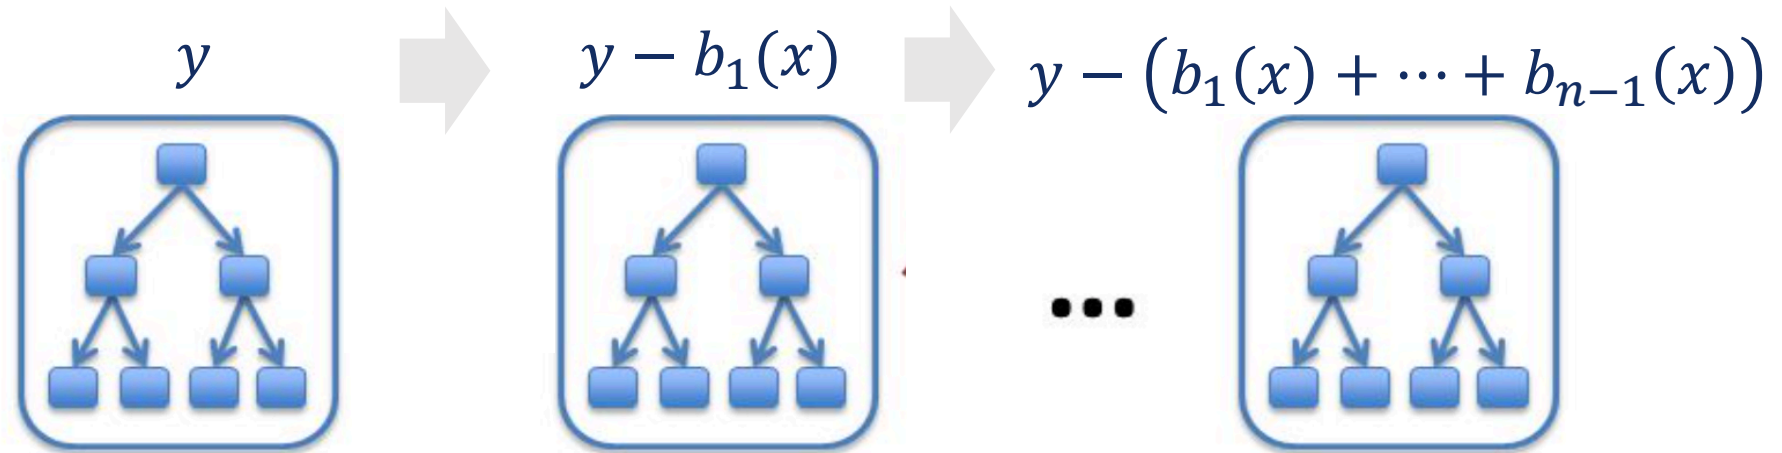 y
y − b₁(x)
y − (b₁(x) + ⋯ + bₙ₋₁(x))
...